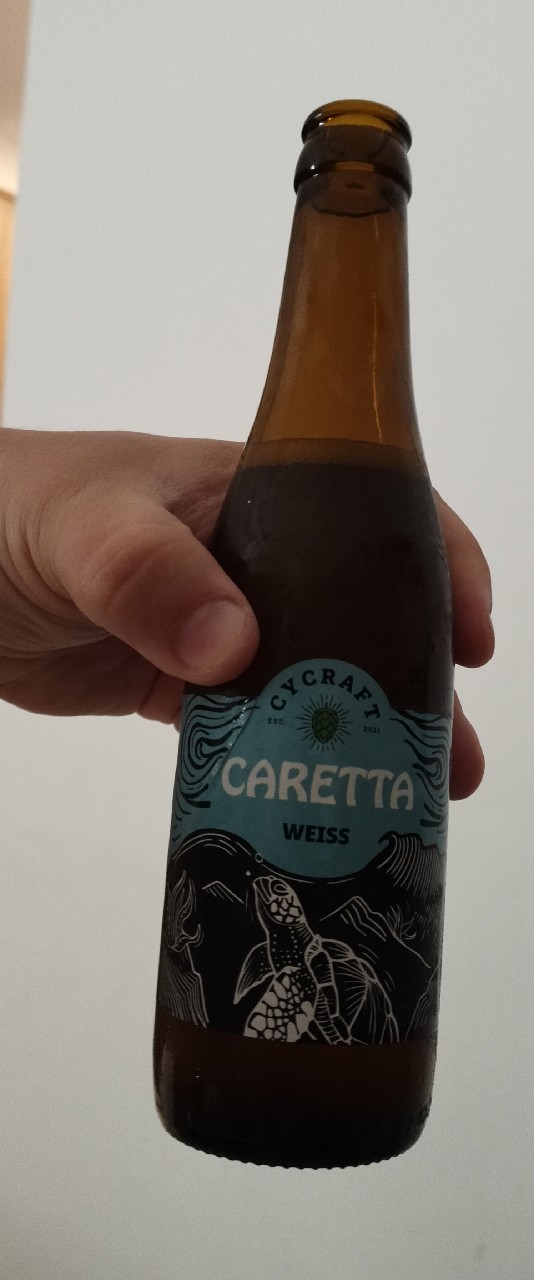 CYCRAFT
EST. 2021
CARETTA
WEISS